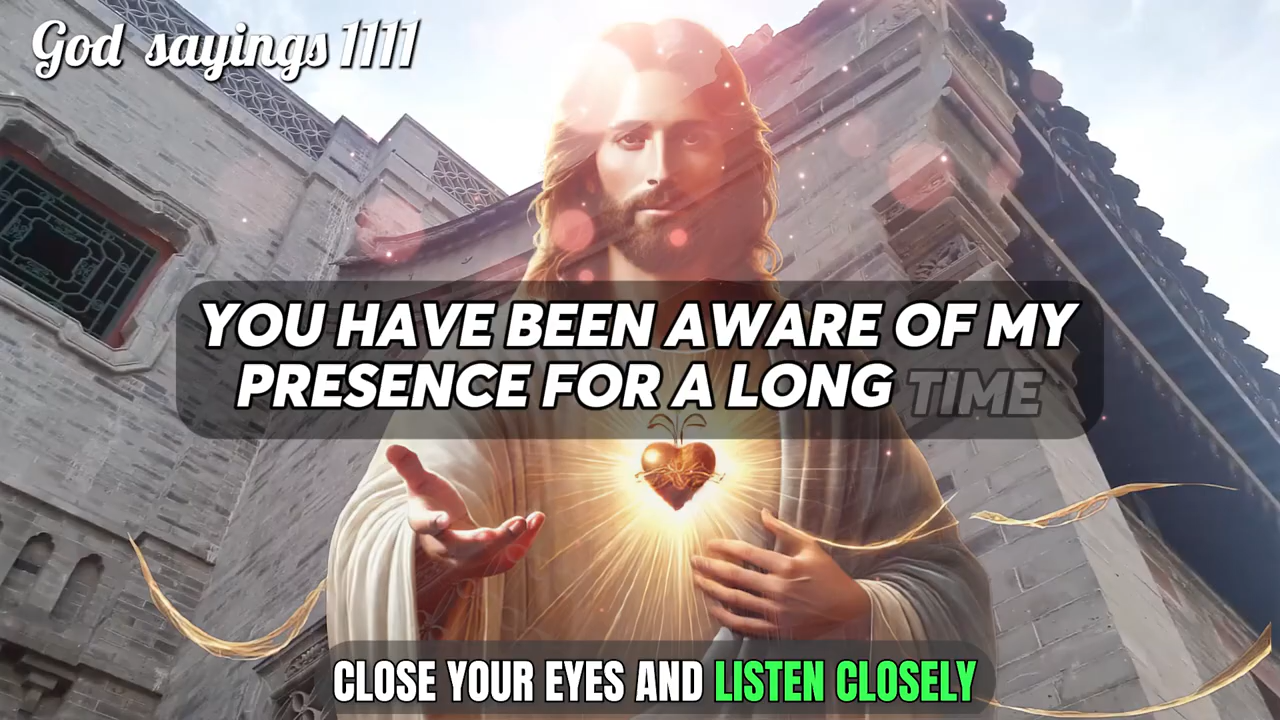 God sayings 1111
YOU HAVE BEEN AWARE OF MY
PRESENCE FOR A LONG TIME
CLOSE YOUR EYES AND LISTEN CLOSELY